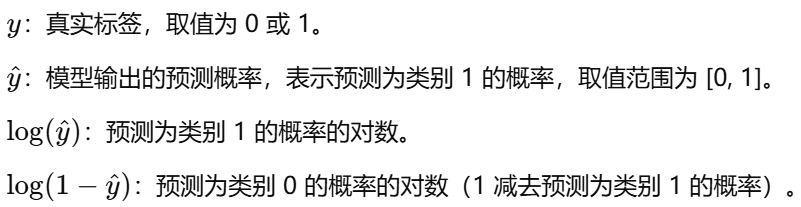 y：真实标签，取值为 0 或 1。
ŷ：模型输出的预测概率，表示预测为类别 1 的概率，取值范围为 [0, 1]。
log(ŷ)：预测为类别 1 的概率的对数。
log(1 − ŷ)：预测为类别 0 的概率的对数（1 减去预测为类别 1 的概率）。